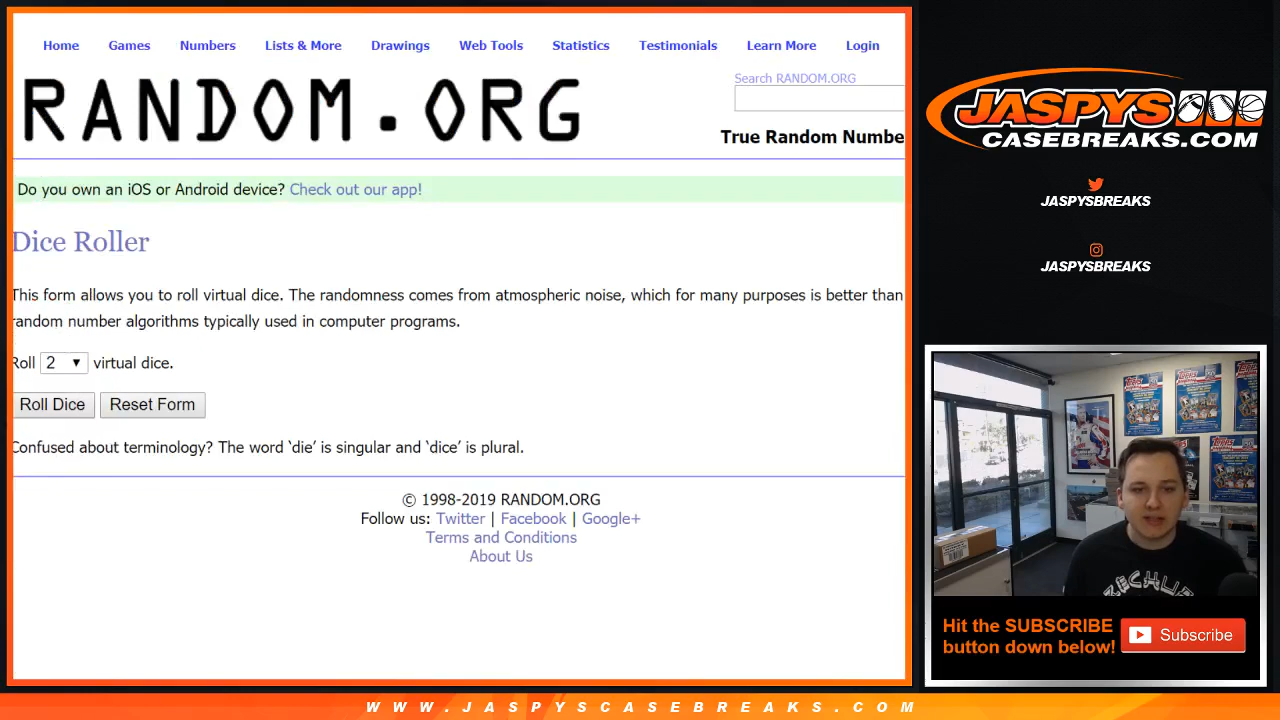 Home Games Numbers Lists & More Drawings Web Tools Statistics Testimonials Learn More Login
RANDOM.ORG
Search RANDOM.ORG
True Random Numbe
Do you own an iOS or Android device? Check out our app!
Dice Roller
This form allows you to roll virtual dice. The randomness comes from atmospheric noise, which for many purposes is better than
random number algorithms typically used in computer programs.
Roll 2 virtual dice.
Roll Dice Reset Form
Confused about terminology? The word ‘die’ is singular and ‘dice’ is plural.
© 1998-2019 RANDOM.ORG
Follow us: Twitter | Facebook | Google+
Terms and Conditions
About Us
JASPYS
CASEBREAKS.COM
JASPYSBREAKS
JASPYSBREAKS
Hit the SUBSCRIBE
button down below!
Subscribe
WWW.JASPYSCASEBREAKS.COM